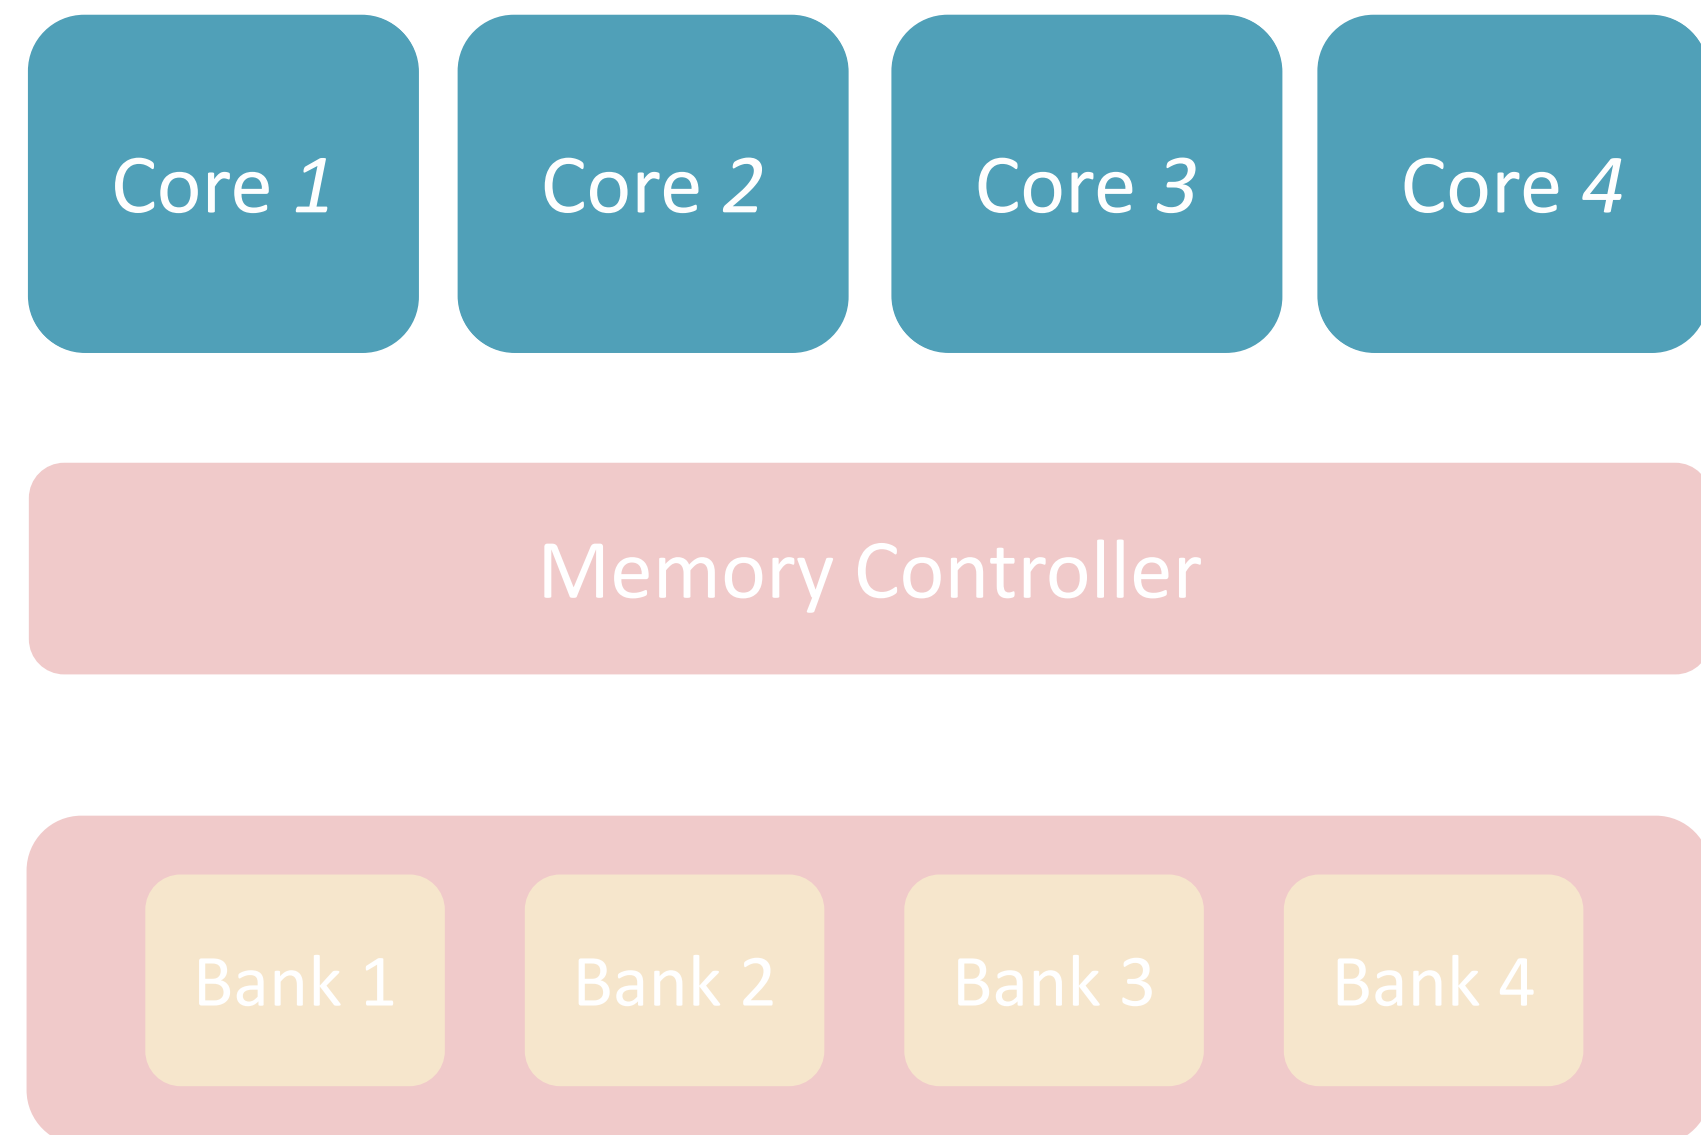 Core 1
Core 2
Core 3
Core 4
Memory Controller
Bank 1
Bank 2
Bank 3
Bank 4